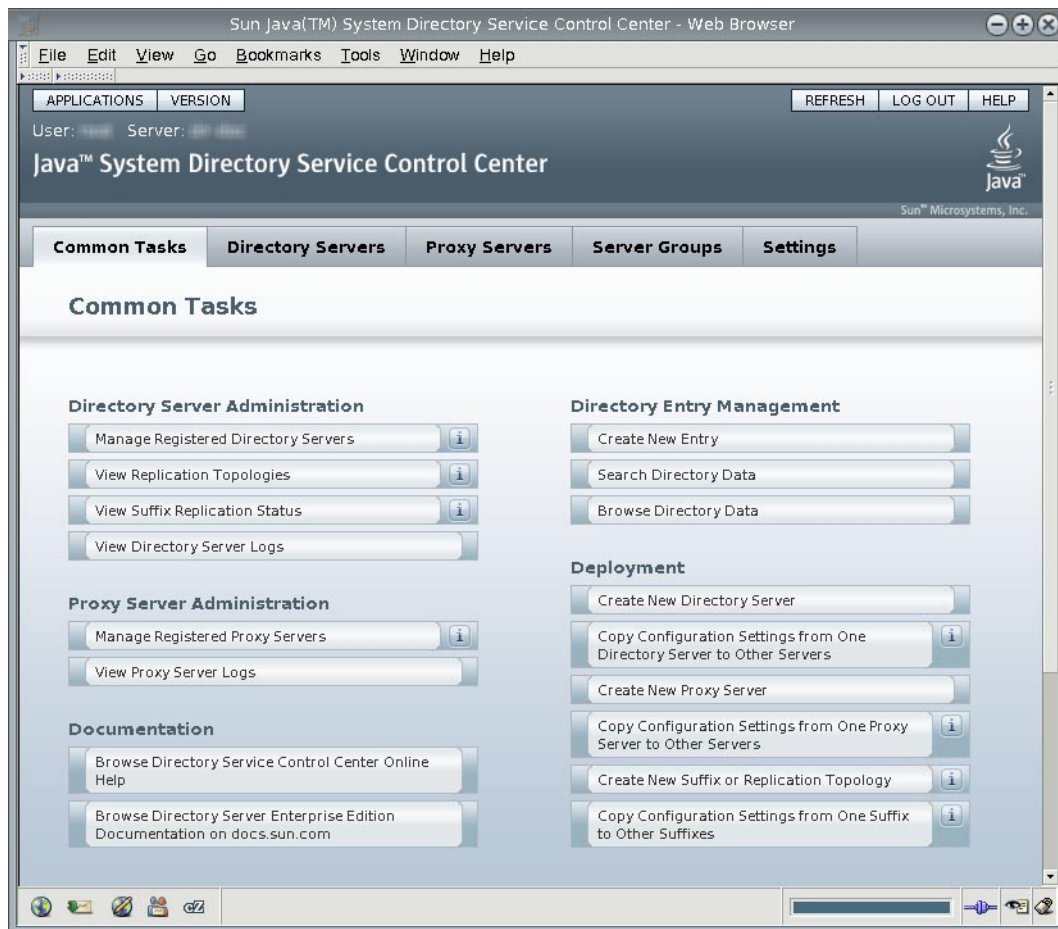 Sun Java(TM) System Directory Service Control Center - Web Browser
File Edit View Go Bookmarks Tools Window Help
APPLICATIONS VERSION REFRESH LOG OUT HELP
User: Server:
Java™ System Directory Service Control Center
Java™
Sun™ Microsystems, Inc.
Common Tasks Directory Servers Proxy Servers Server Groups Settings
Common Tasks
Directory Server Administration
Manage Registered Directory Servers
View Replication Topologies
View Suffix Replication Status
View Directory Server Logs
Proxy Server Administration
Manage Registered Proxy Servers
View Proxy Server Logs
Documentation
Browse Directory Service Control Center Online
Help
Browse Directory Server Enterprise Edition
Documentation on docs.sun.com
Directory Entry Management
Create New Entry
Search Directory Data
Browse Directory Data
Deployment
Create New Directory Server
Copy Configuration Settings from One
Directory Server to Other Servers
Create New Proxy Server
Copy Configuration Settings from One Proxy
Server to Other Servers
Create New Suffix or Replication Topology
Copy Configuration Settings from One Suffix
to Other Suffixes